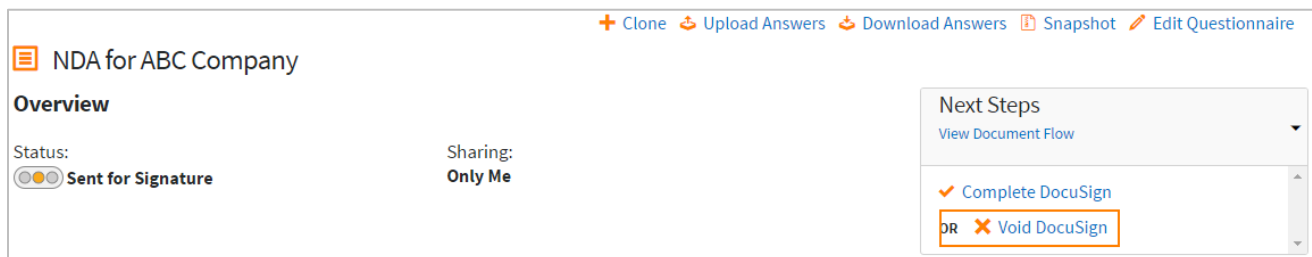 Clone Upload Answers Download Answers Snapshot Edit Questionnaire
NDA for ABC Company
Overview
Status:
Sent for Signature
Sharing:
Only Me
Next Steps
View Document Flow
Complete DocuSign
OR Void DocuSign